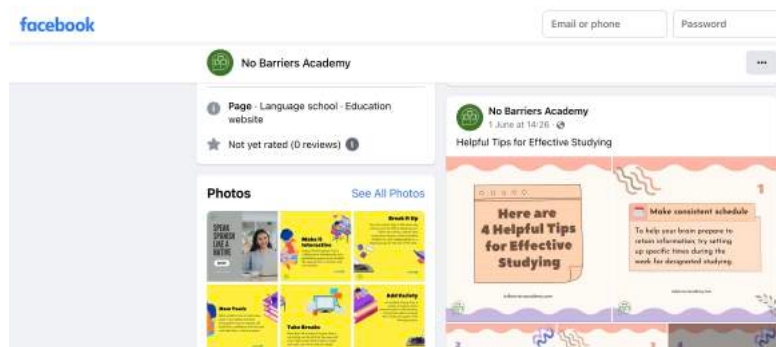 facebook
Email or phone
Password
No Barriers Academy
Page · Language school · Education
website
Not yet rated (0 reviews)
Photos
See All Photos
SPEAK
SPANISH
LIKE A
NATIVE
Make It
Interactive
Break It Up
New Tools
Take Breaks
Add Variety
No Barriers Academy
1 June at 14:26
Helpful Tips for Effective Studying
Here are
4 Helpful Tips
for Effective
Studying
1
Make consistent schedule
To help your brain prepare to
retain information, try setting
up specific times during the
week for designated studying.
2